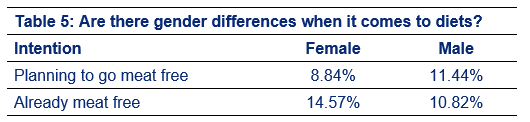 Table 5: Are there gender differences when it comes to diets?
Intention Female Male
Planning to go meat free 8.84% 11.44%
Already meat free 14.57% 10.82%